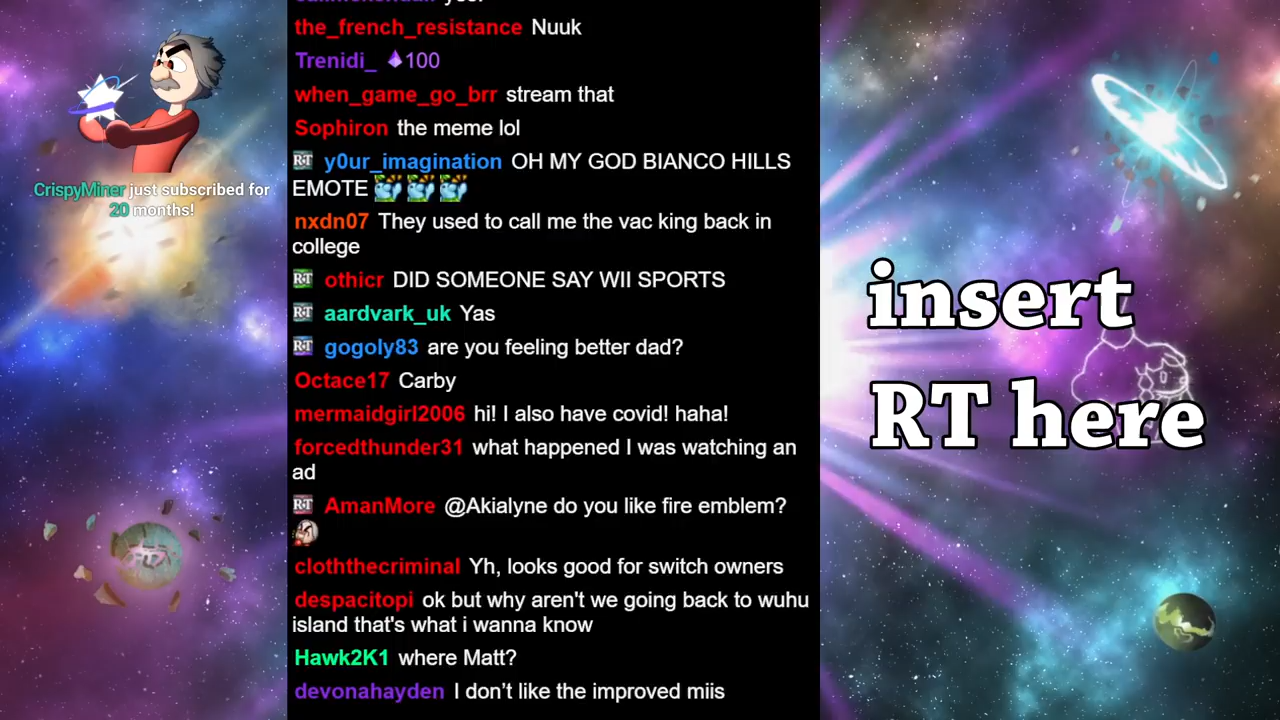 the_french_resistance Nuuk
Trenidi_ 100
when_game_go_brr stream that
Sophiron the meme lol
RT y0ur_imagination OH MY GOD BIANCO HILLS
EMOTE
CrispyMiner just subscribed for
20 months!
nxdn07 They used to call me the vac king back in
college
RT othicr DID SOMEONE SAY WII SPORTS
RT aardvark_uk Yas
RT gogoly83 are you feeling better dad?
Octace17 Carby
mermaidgirl2006 hi! I also have covid! haha!
forcedthunder31 what happened I was watching an
ad
RT AmanMore @Akialyne do you like fire emblem?
cloththecriminal Yh, looks good for switch owners
despacitopi ok but why aren't we going back to wuhu
island that's what i wanna know
Hawk2K1 where Matt?
devonahayden I don’t like the improved miis
insert
RT here